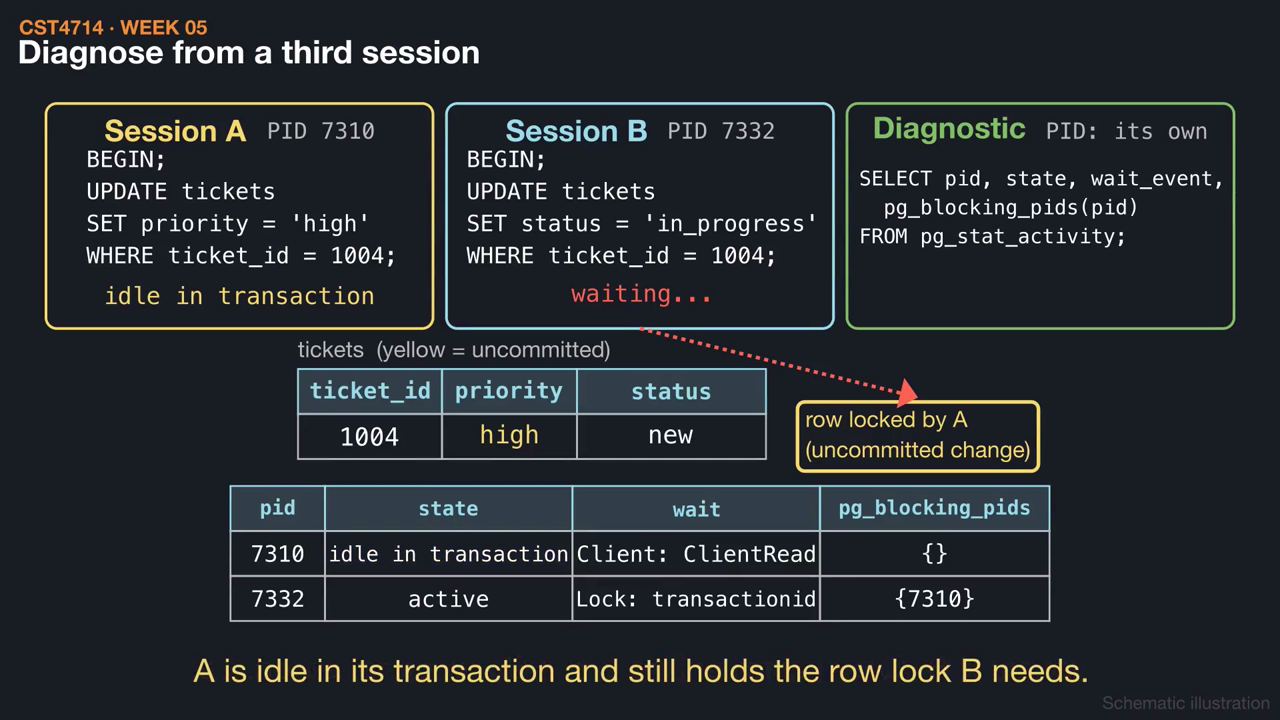 CST4714 · WEEK 05
Diagnose from a third session
Session A PID 7310
BEGIN;
UPDATE tickets
SET priority = 'high'
WHERE ticket_id = 1004;
idle in transaction
Session B PID 7332
BEGIN;
UPDATE tickets
SET status = 'in_progress'
WHERE ticket_id = 1004;
waiting...
Diagnostic PID: its own
SELECT pid, state, wait_event,
pg_blocking_pids(pid)
FROM pg_stat_activity;
tickets (yellow = uncommitted)
ticket_id priority status
1004 high new
row locked by A
(uncommitted change)
pid state wait pg_blocking_pids
7310 idle in transaction Client: ClientRead {}
7332 active Lock: transactionid {7310}
A is idle in its transaction and still holds the row lock B needs.
Schematic illustration